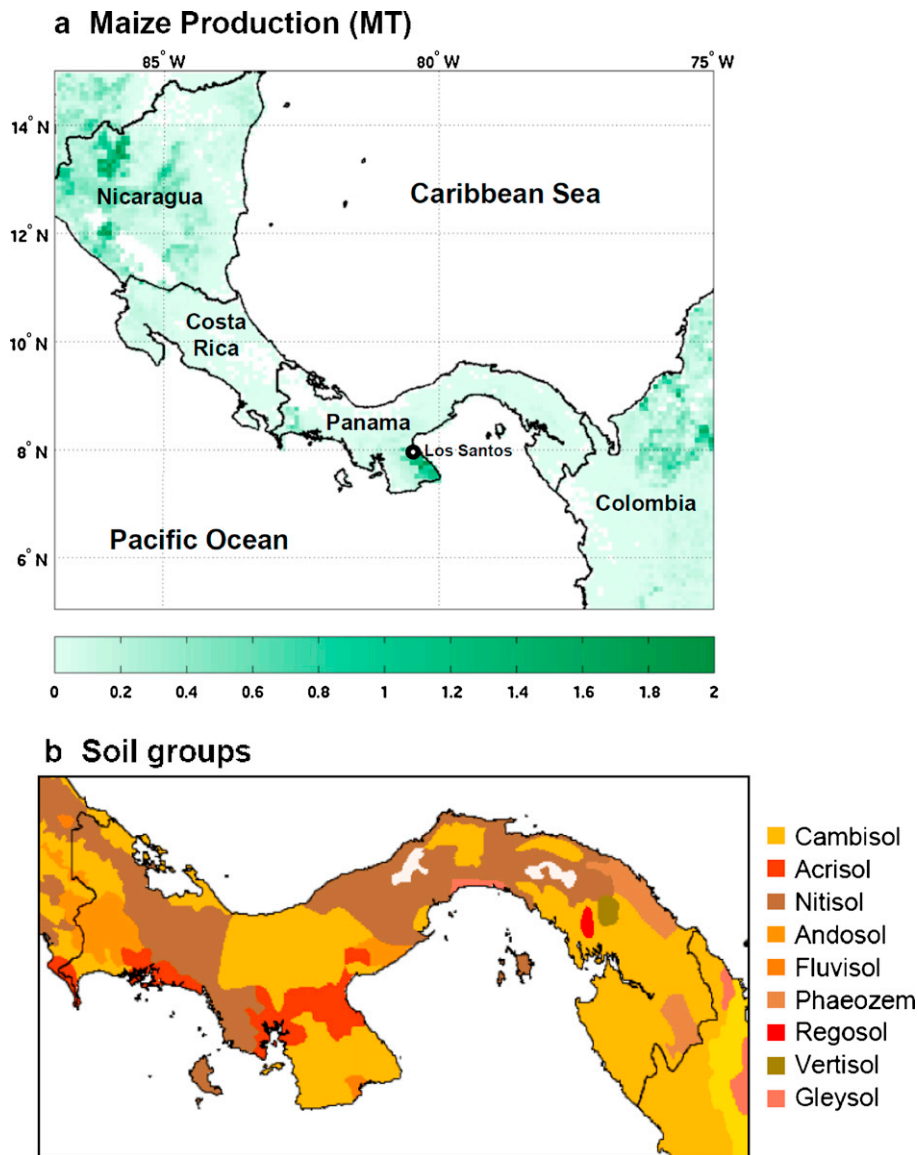 a Maize Production (MT)
85° W 80° W 75° W
14° N
Nicaragua
Caribbean Sea
12° N
Costa
Rica
10° N
Panama
8° N
Los Santos
Colombia
Pacific Ocean
6° N
0 0.2 0.4 0.6 0.8 1 1.2 1.4 1.6 1.8 2
b Soil groups
Cambisol
Acrisol
Nitisol
Andosol
Fluvisol
Phaeozem
Regosol
Vertisol
Gleysol